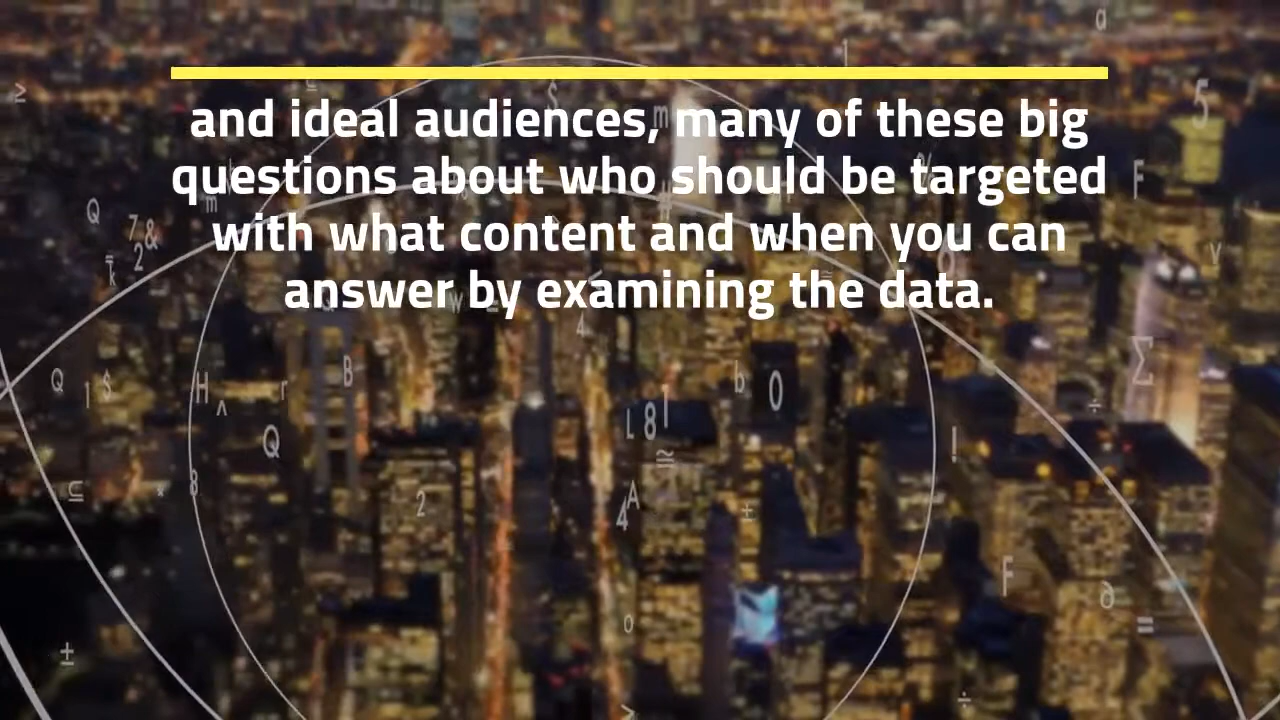 and ideal audiences, many of these big
questions about who should be targeted
with what content and when you can
answer by examining the data.